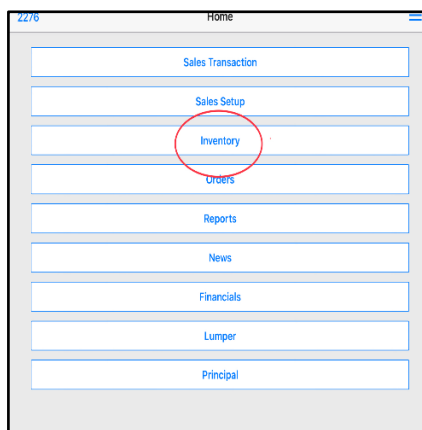 2276 Home
Sales Transaction
Sales Setup
Inventory
Orders
Reports
News
Financials
Lumper
Principal